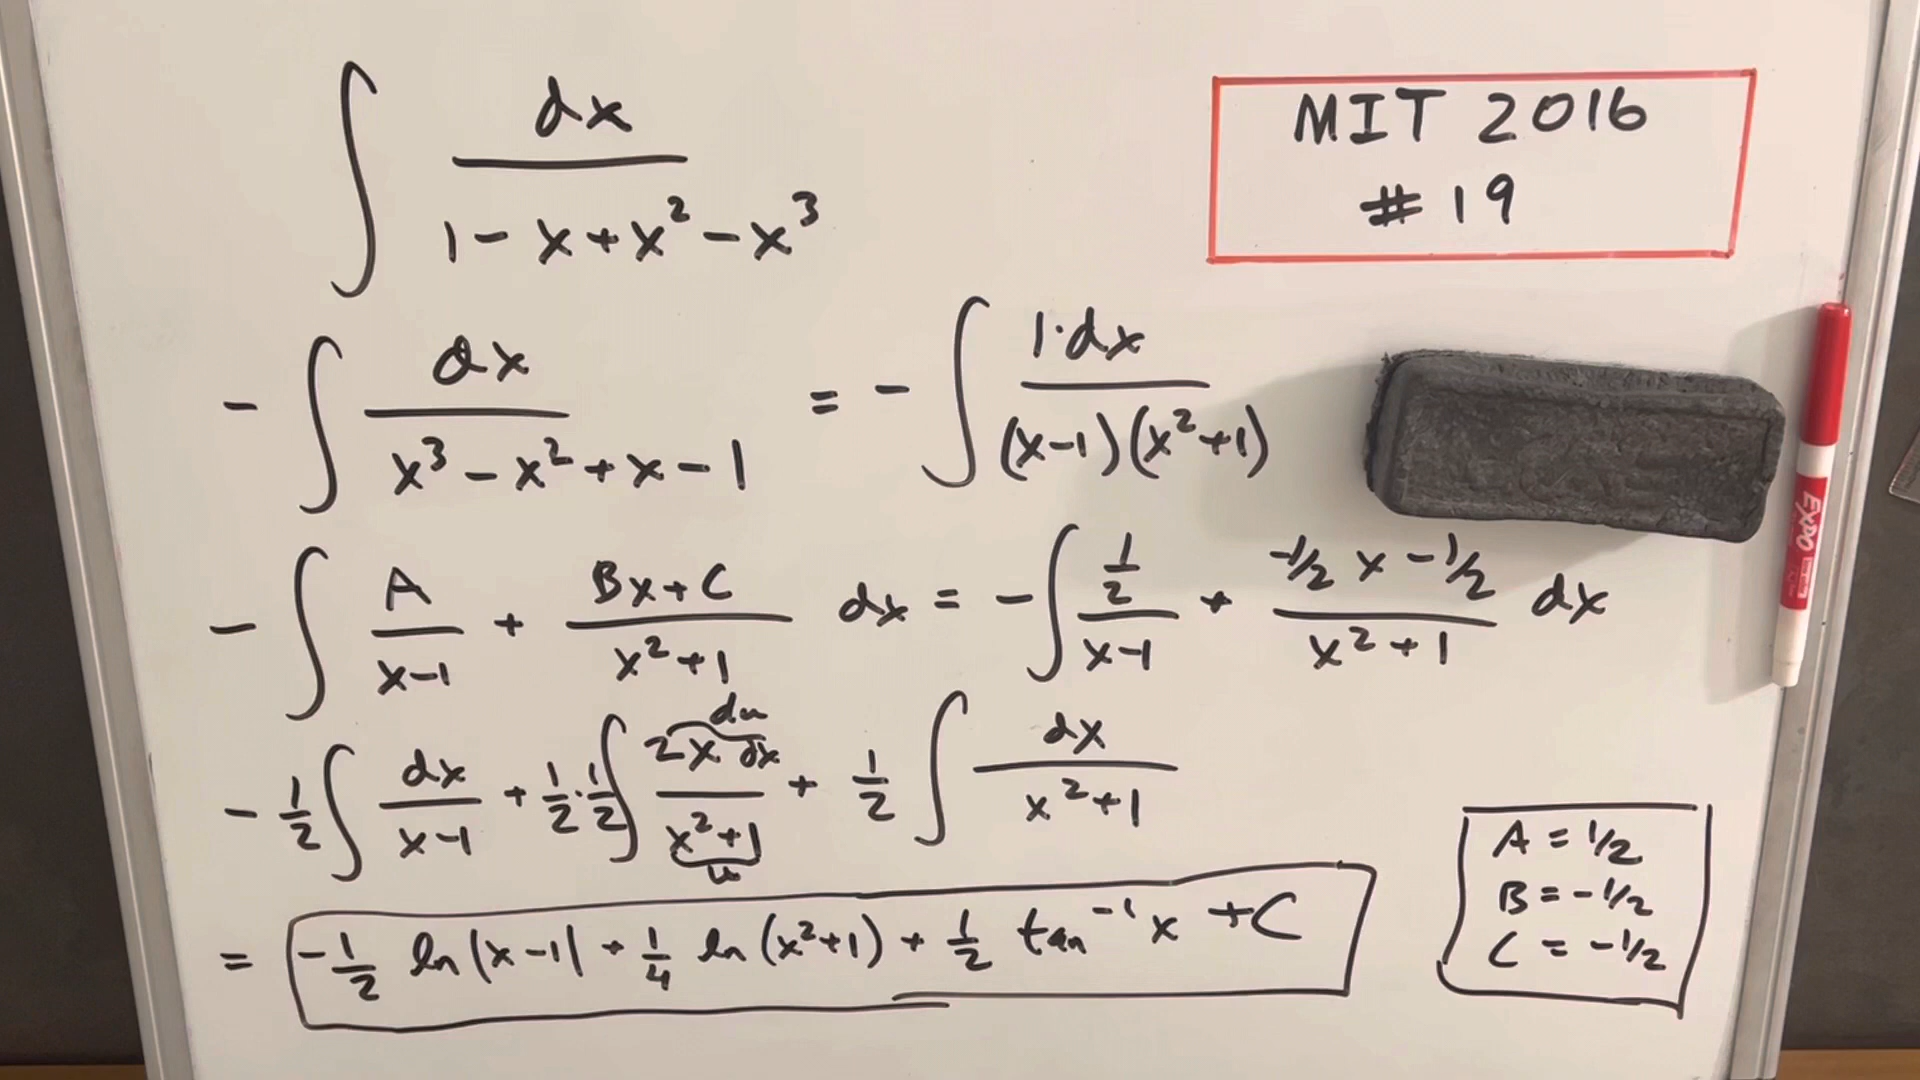 ∫ dx / (1 - x + x² - x³)
MIT 2016
# 19
- ∫ dx / (x³ - x² + x - 1) = - ∫ 1·dx / ((x-1)(x²+1))
- ∫ A/(x-1) + (Bx+C)/(x²+1) dx = - ∫ (1/2)/(x-1) + (-1/2 x - 1/2)/(x²+1) dx
du
- 1/2 ∫ dx/(x-1) + 1/2 · 1/2 ∫ 2x dx/(x²+1) + 1/2 ∫ dx/(x²+1)
u
= -1/2 ln|x-1| + 1/4 ln(x²+1) + 1/2 tan⁻¹ x + C
A = 1/2
B = -1/2
C = -1/2
EXPO